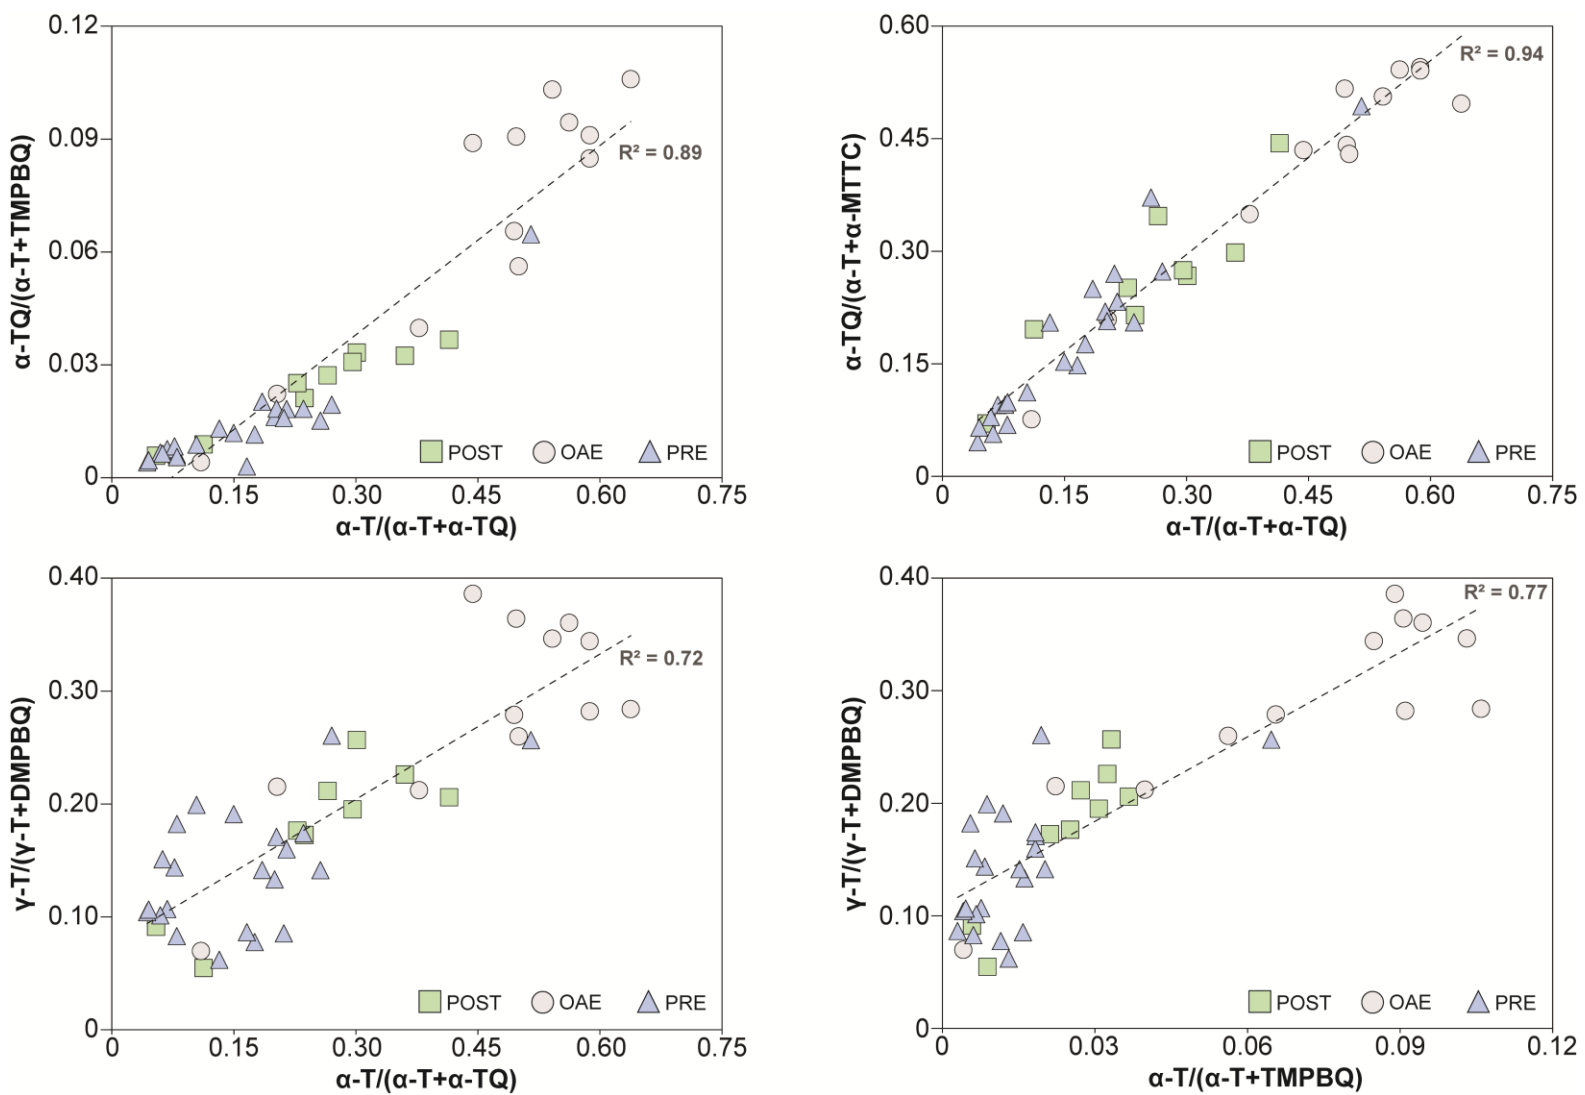 0.12
0.09
0.06
0.03
0
α-TQ/(α-T+TMPBQ)
R² = 0.89
POST OAE PRE
0 0.15 0.30 0.45 0.60 0.75
α-T/(α-T+α-TQ)
0.60
0.45
0.30
0.15
0
α-TQ/(α-T+α-MTTC)
R² = 0.94
POST OAE PRE
0 0.15 0.30 0.45 0.60 0.75
α-T/(α-T+α-TQ)
0.40
0.30
0.20
0.10
0
γ-T/(γ-T+DMPBQ)
R² = 0.72
POST OAE PRE
0 0.15 0.30 0.45 0.60 0.75
α-T/(α-T+α-TQ)
0.40
0.30
0.20
0.10
0
γ-T/(γ-T+DMPBQ)
R² = 0.77
POST OAE PRE
0 0.03 0.06 0.09 0.12
α-T/(α-T+TMPBQ)